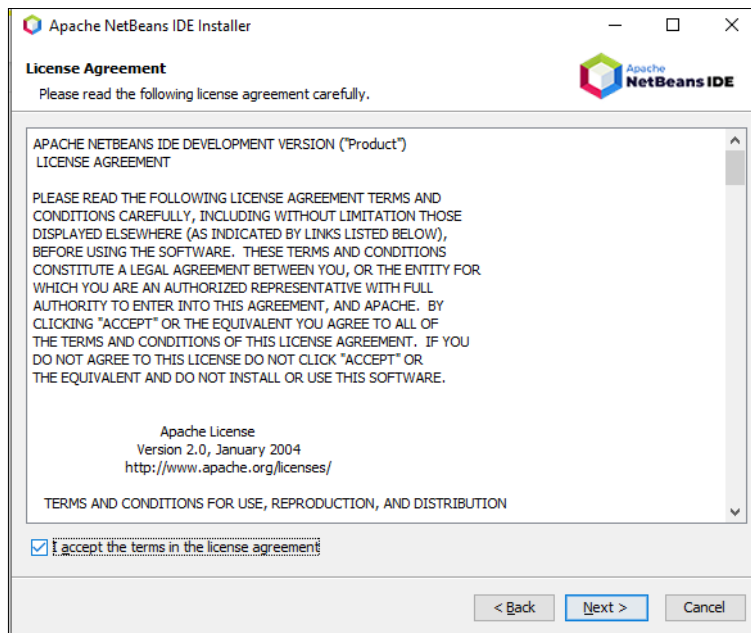 Apache NetBeans IDE Installer
License Agreement
Please read the following license agreement carefully.
Apache
NetBeans IDE
APACHE NETBEANS IDE DEVELOPMENT VERSION ("Product")
LICENSE AGREEMENT
PLEASE READ THE FOLLOWING LICENSE AGREEMENT TERMS AND
CONDITIONS CAREFULLY, INCLUDING WITHOUT LIMITATION THOSE
DISPLAYED ELSEWHERE (AS INDICATED BY LINKS LISTED BELOW),
BEFORE USING THE SOFTWARE.  THESE TERMS AND CONDITIONS
CONSTITUTE A LEGAL AGREEMENT BETWEEN YOU, OR THE ENTITY FOR
WHICH YOU ARE AN AUTHORIZED REPRESENTATIVE WITH FULL
AUTHORITY TO ENTER INTO THIS AGREEMENT, AND APACHE.  BY
CLICKING "ACCEPT" OR THE EQUIVALENT YOU AGREE TO ALL OF
THE TERMS AND CONDITIONS OF THIS LICENSE AGREEMENT.  IF YOU
DO NOT AGREE TO THIS LICENSE DO NOT CLICK "ACCEPT" OR
THE EQUIVALENT AND DO NOT INSTALL OR USE THIS SOFTWARE.
Apache License
Version 2.0, January 2004
http://www.apache.org/licenses/
TERMS AND CONDITIONS FOR USE, REPRODUCTION, AND DISTRIBUTION
I accept the terms in the license agreement
< Back
Next >
Cancel